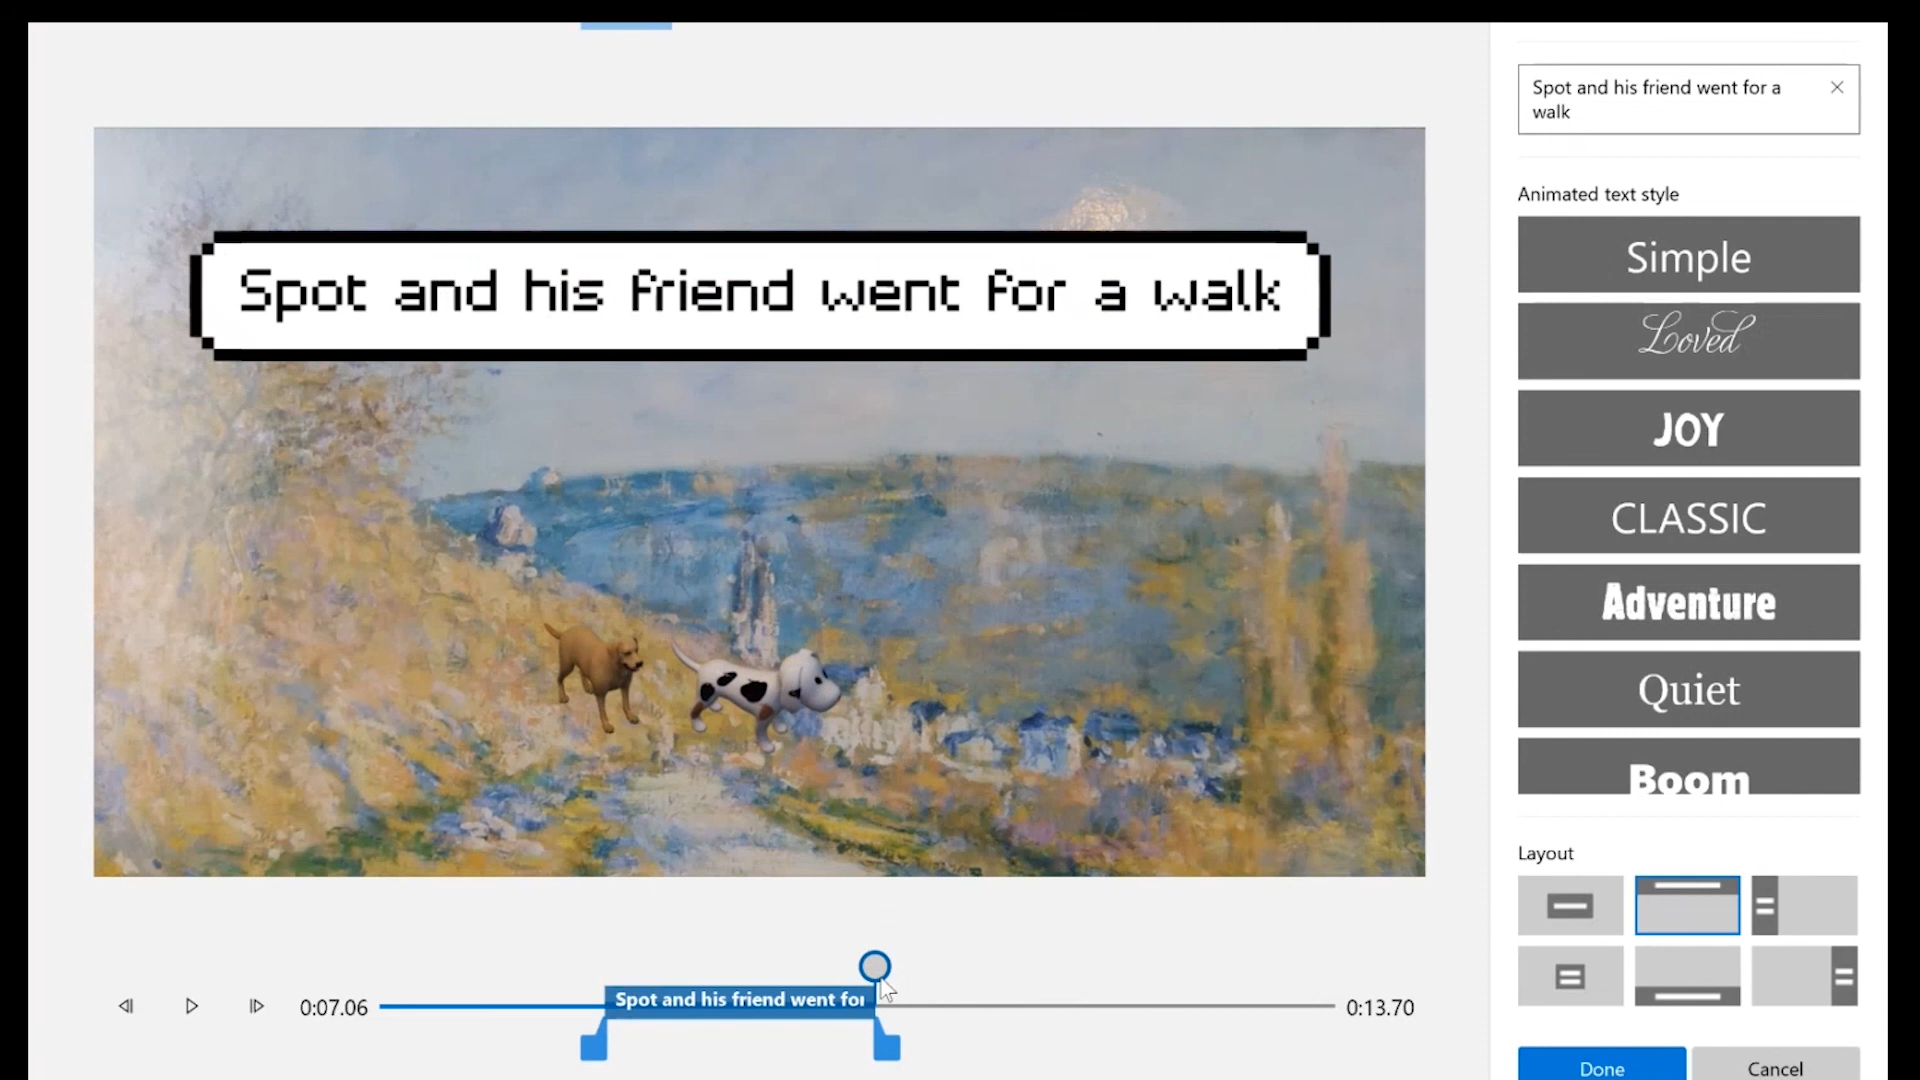 Spot and his friend went for a
walk
Animated text style
Spot and his friend went for a walk
Simple
Loved
JOY
CLASSIC
Adventure
Quiet
Boom
Layout
0:07.06
Spot and his friend went for
0:13.70
Done
Cancel